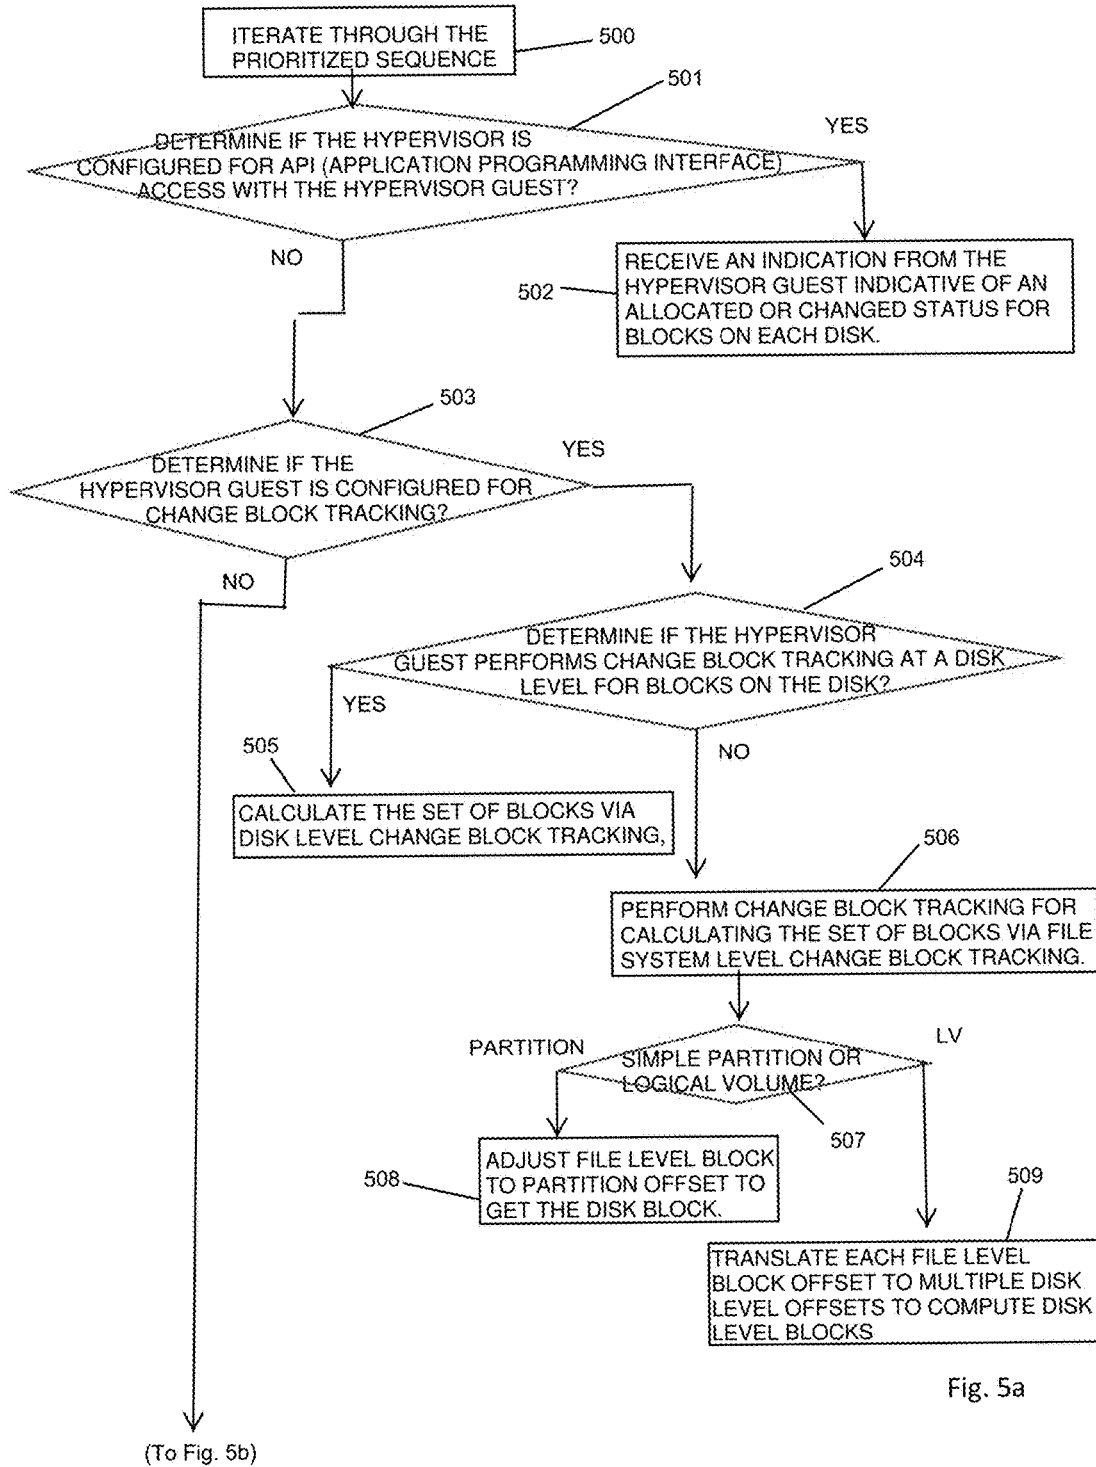 ITERATE THROUGH THE
PRIORITIZED SEQUENCE
500
501
DETERMINE IF THE HYPERVISOR IS
CONFIGURED FOR API (APPLICATION PROGRAMMING INTERFACE)
ACCESS WITH THE HYPERVISOR GUEST?
YES
NO
RECEIVE AN INDICATION FROM THE
HYPERVISOR GUEST INDICATIVE OF AN
ALLOCATED OR CHANGED STATUS FOR
BLOCKS ON EACH DISK.
502
503
DETERMINE IF THE
HYPERVISOR GUEST IS CONFIGURED FOR
CHANGE BLOCK TRACKING?
YES
NO
504
DETERMINE IF THE HYPERVISOR
GUEST PERFORMS CHANGE BLOCK TRACKING AT A DISK
LEVEL FOR BLOCKS ON THE DISK?
YES
NO
505
CALCULATE THE SET OF BLOCKS VIA
DISK LEVEL CHANGE BLOCK TRACKING,
506
PERFORM CHANGE BLOCK TRACKING FOR
CALCULATING THE SET OF BLOCKS VIA FILE
SYSTEM LEVEL CHANGE BLOCK TRACKING.
PARTITION
LV
SIMPLE PARTITION OR
LOGICAL VOLUME?
507
508
ADJUST FILE LEVEL BLOCK
TO PARTITION OFFSET TO
GET THE DISK BLOCK.
509
TRANSLATE EACH FILE LEVEL
BLOCK OFFSET TO MULTIPLE DISK
LEVEL OFFSETS TO COMPUTE DISK
LEVEL BLOCKS
Fig. 5a
(To Fig. 5b)